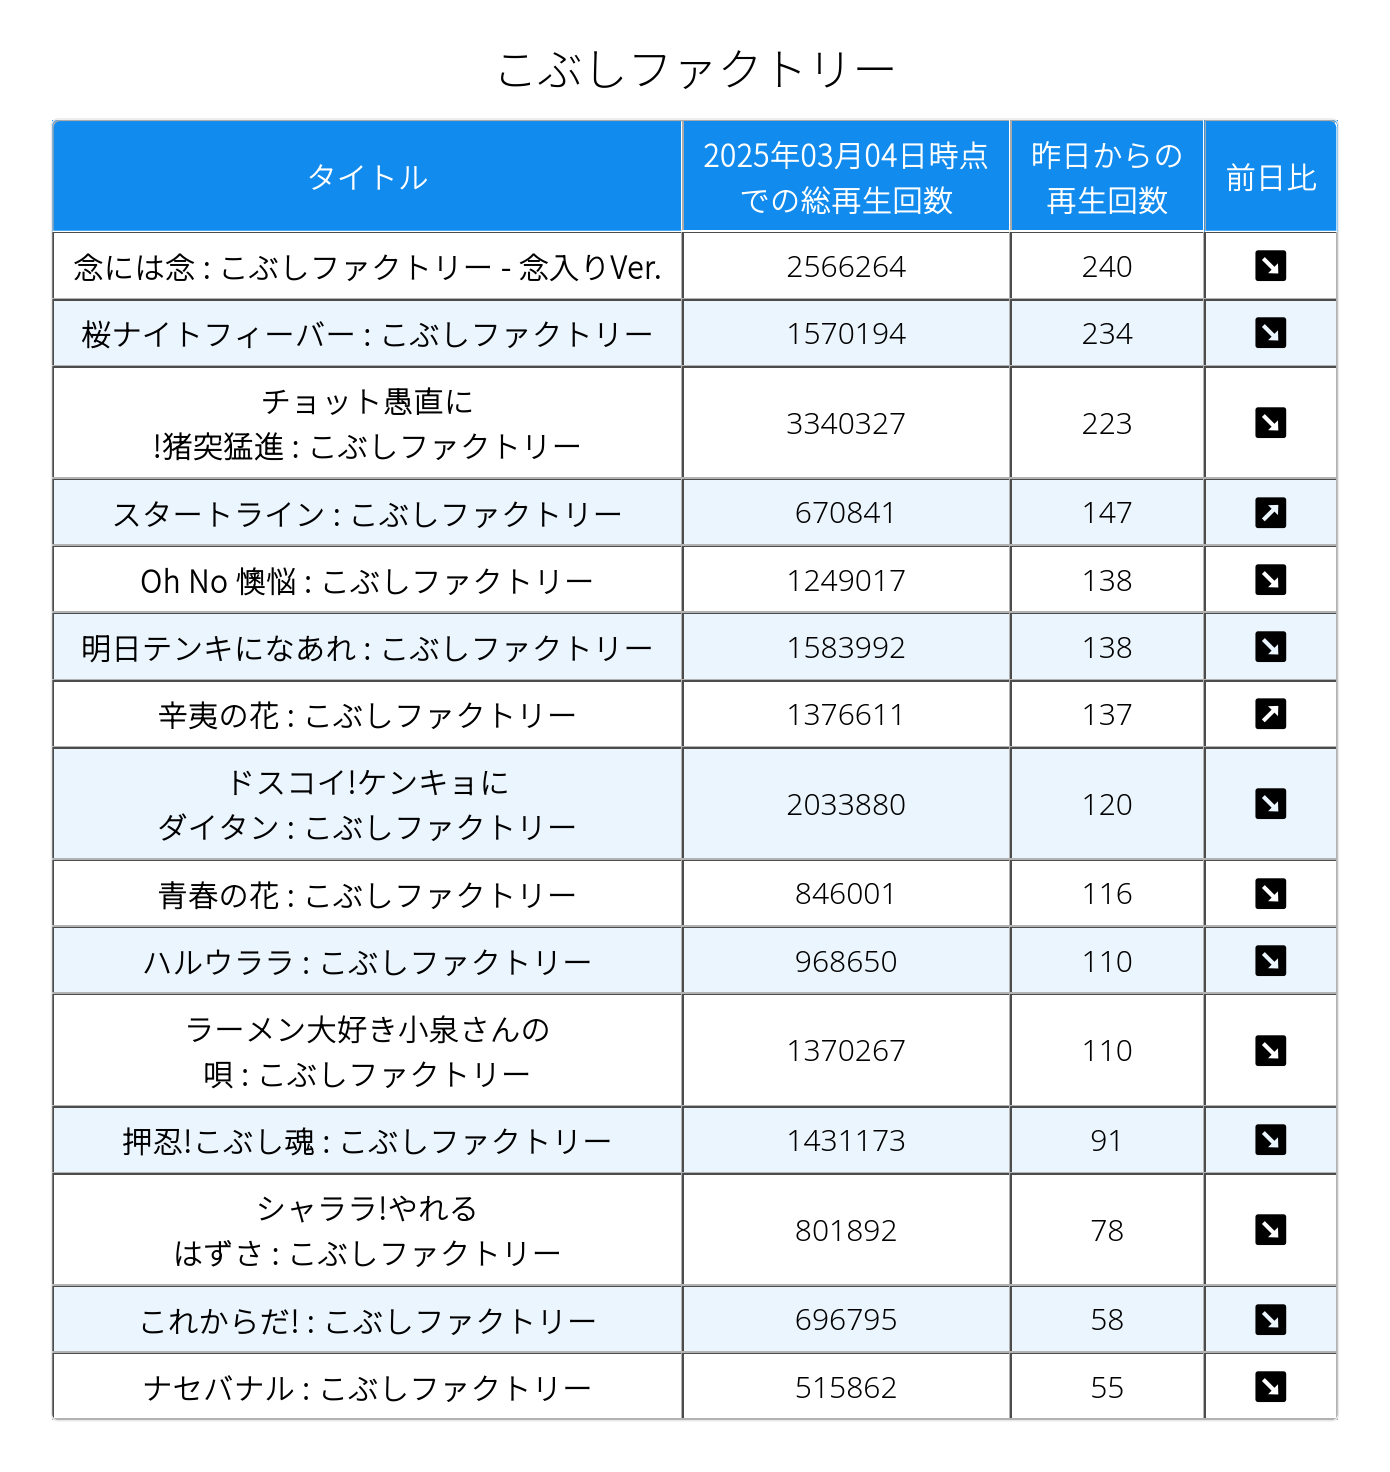 こぶしファクトリー
タイトル
2025年03月04日時点
での総再生回数
昨日からの
再生回数
前日比
念には念 : こぶしファクトリー - 念入りVer.
2566264
240
↘
桜ナイトフィーバー : こぶしファクトリー
1570194
234
↘
チョット愚直に
!猪突猛進 : こぶしファクトリー
3340327
223
↘
スタートライン : こぶしファクトリー
670841
147
↗
Oh No 懊悩 : こぶしファクトリー
1249017
138
↘
明日テンキになあれ : こぶしファクトリー
1583992
138
↘
辛夷の花 : こぶしファクトリー
1376611
137
↗
ドスコイ!ケンキョに
ダイタン : こぶしファクトリー
2033880
120
↘
青春の花 : こぶしファクトリー
846001
116
↘
ハルウララ : こぶしファクトリー
968650
110
↘
ラーメン大好き小泉さんの
唄 : こぶしファクトリー
1370267
110
↘
押忍!こぶし魂 : こぶしファクトリー
1431173
91
↘
シャララ!やれる
はずさ : こぶしファクトリー
801892
78
↘
これからだ! : こぶしファクトリー
696795
58
↘
ナセバナル : こぶしファクトリー
515862
55
↘